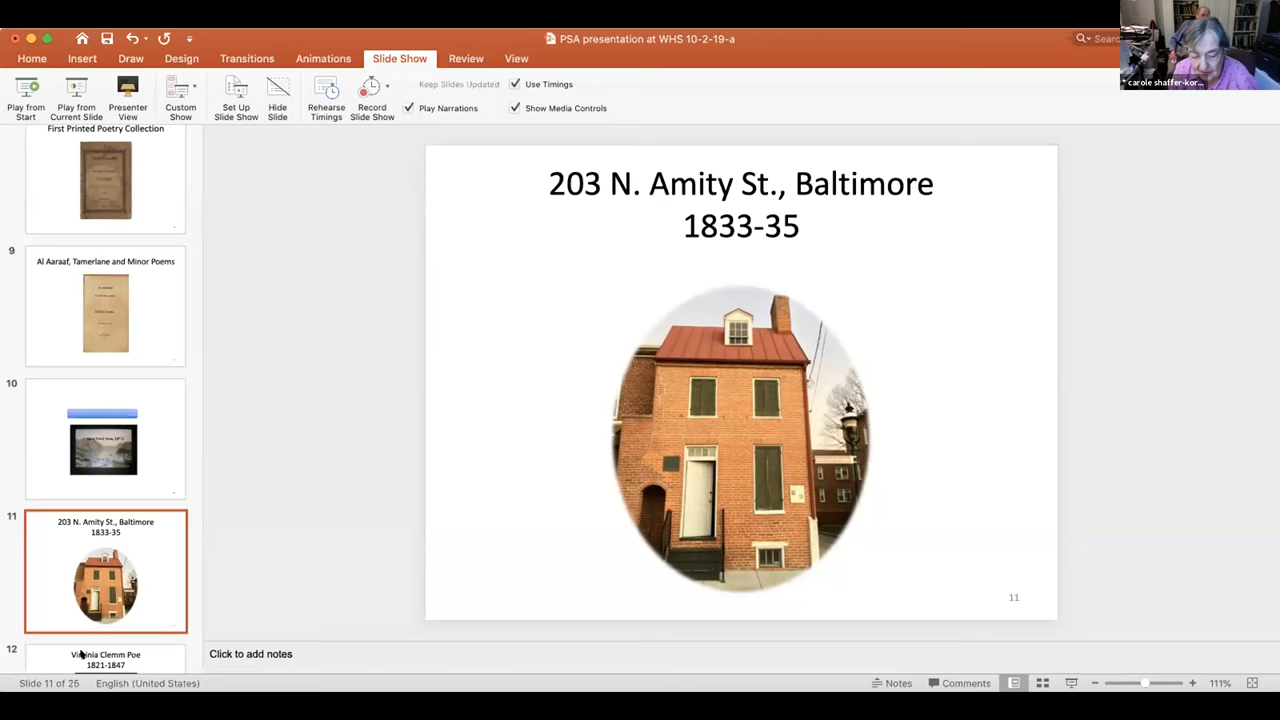 PSA presentation at WHS 10-2-19-a
Home Insert Draw Design Transitions Animations Slide Show Review View
carole shaffer-kor...
Play from Start
Play from Current Slide
Presenter View
Custom Show
Set Up Slide Show
Hide Slide
Rehearse Timings
Record Slide Show
Keep Slides Updated
Use Timings
Play Narrations
Show Media Controls
First Printed Poetry Collection
9
Al Aaraaf, Tamerlane and Minor Poems
10
11
203 N. Amity St., Baltimore
1833-35
12
Virginia Clemm Poe
1821-1847
203 N. Amity St., Baltimore
1833-35
11
Click to add notes
Slide 11 of 25 English (United States) Notes Comments 111%